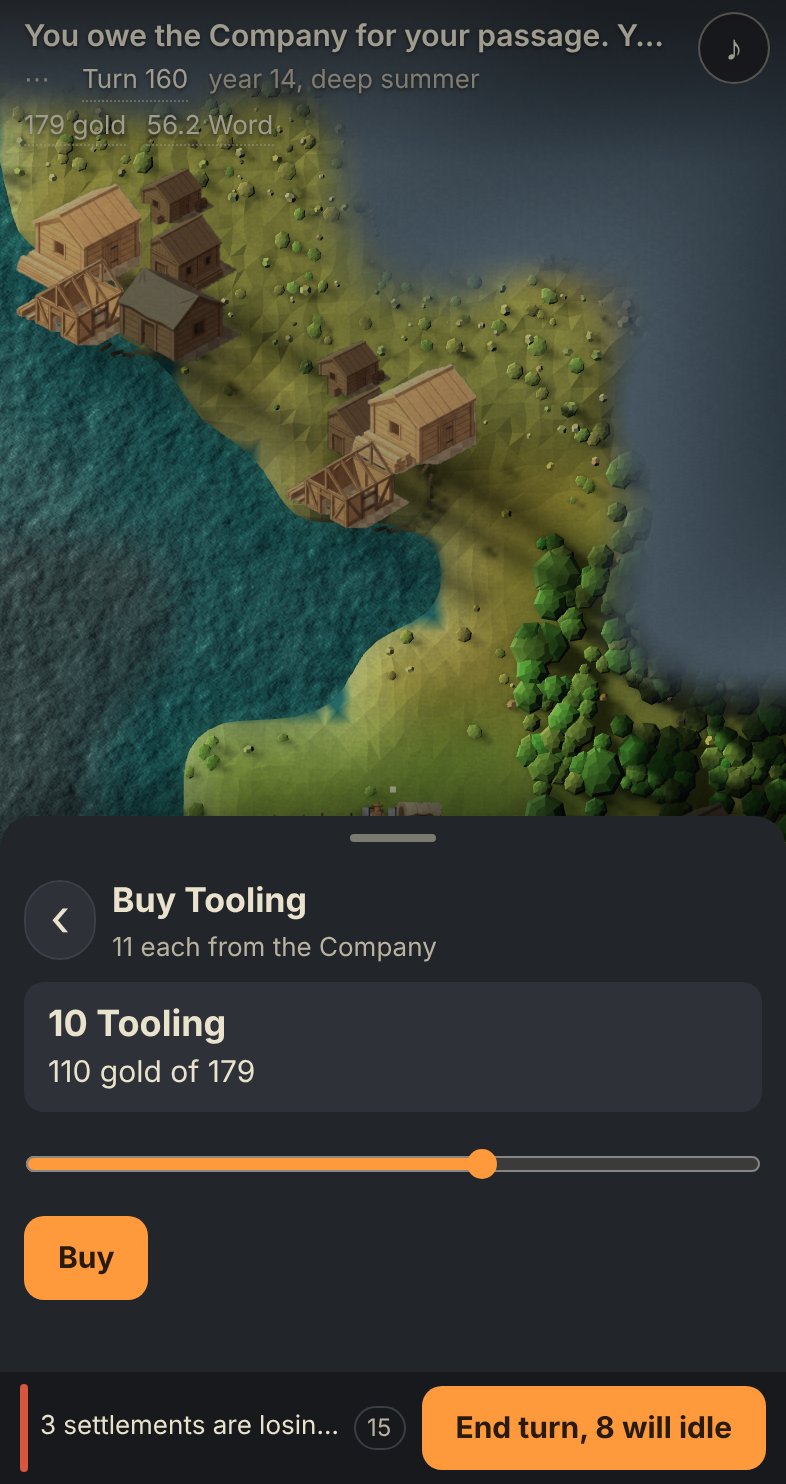 You owe the Company for your passage. Y...
... Turn 160 year 14, deep summer
179 gold 56.2 Word
Buy Tooling
11 each from the Company
10 Tooling
110 gold of 179
Buy
3 settlements are losin...
15
End turn, 8 will idle